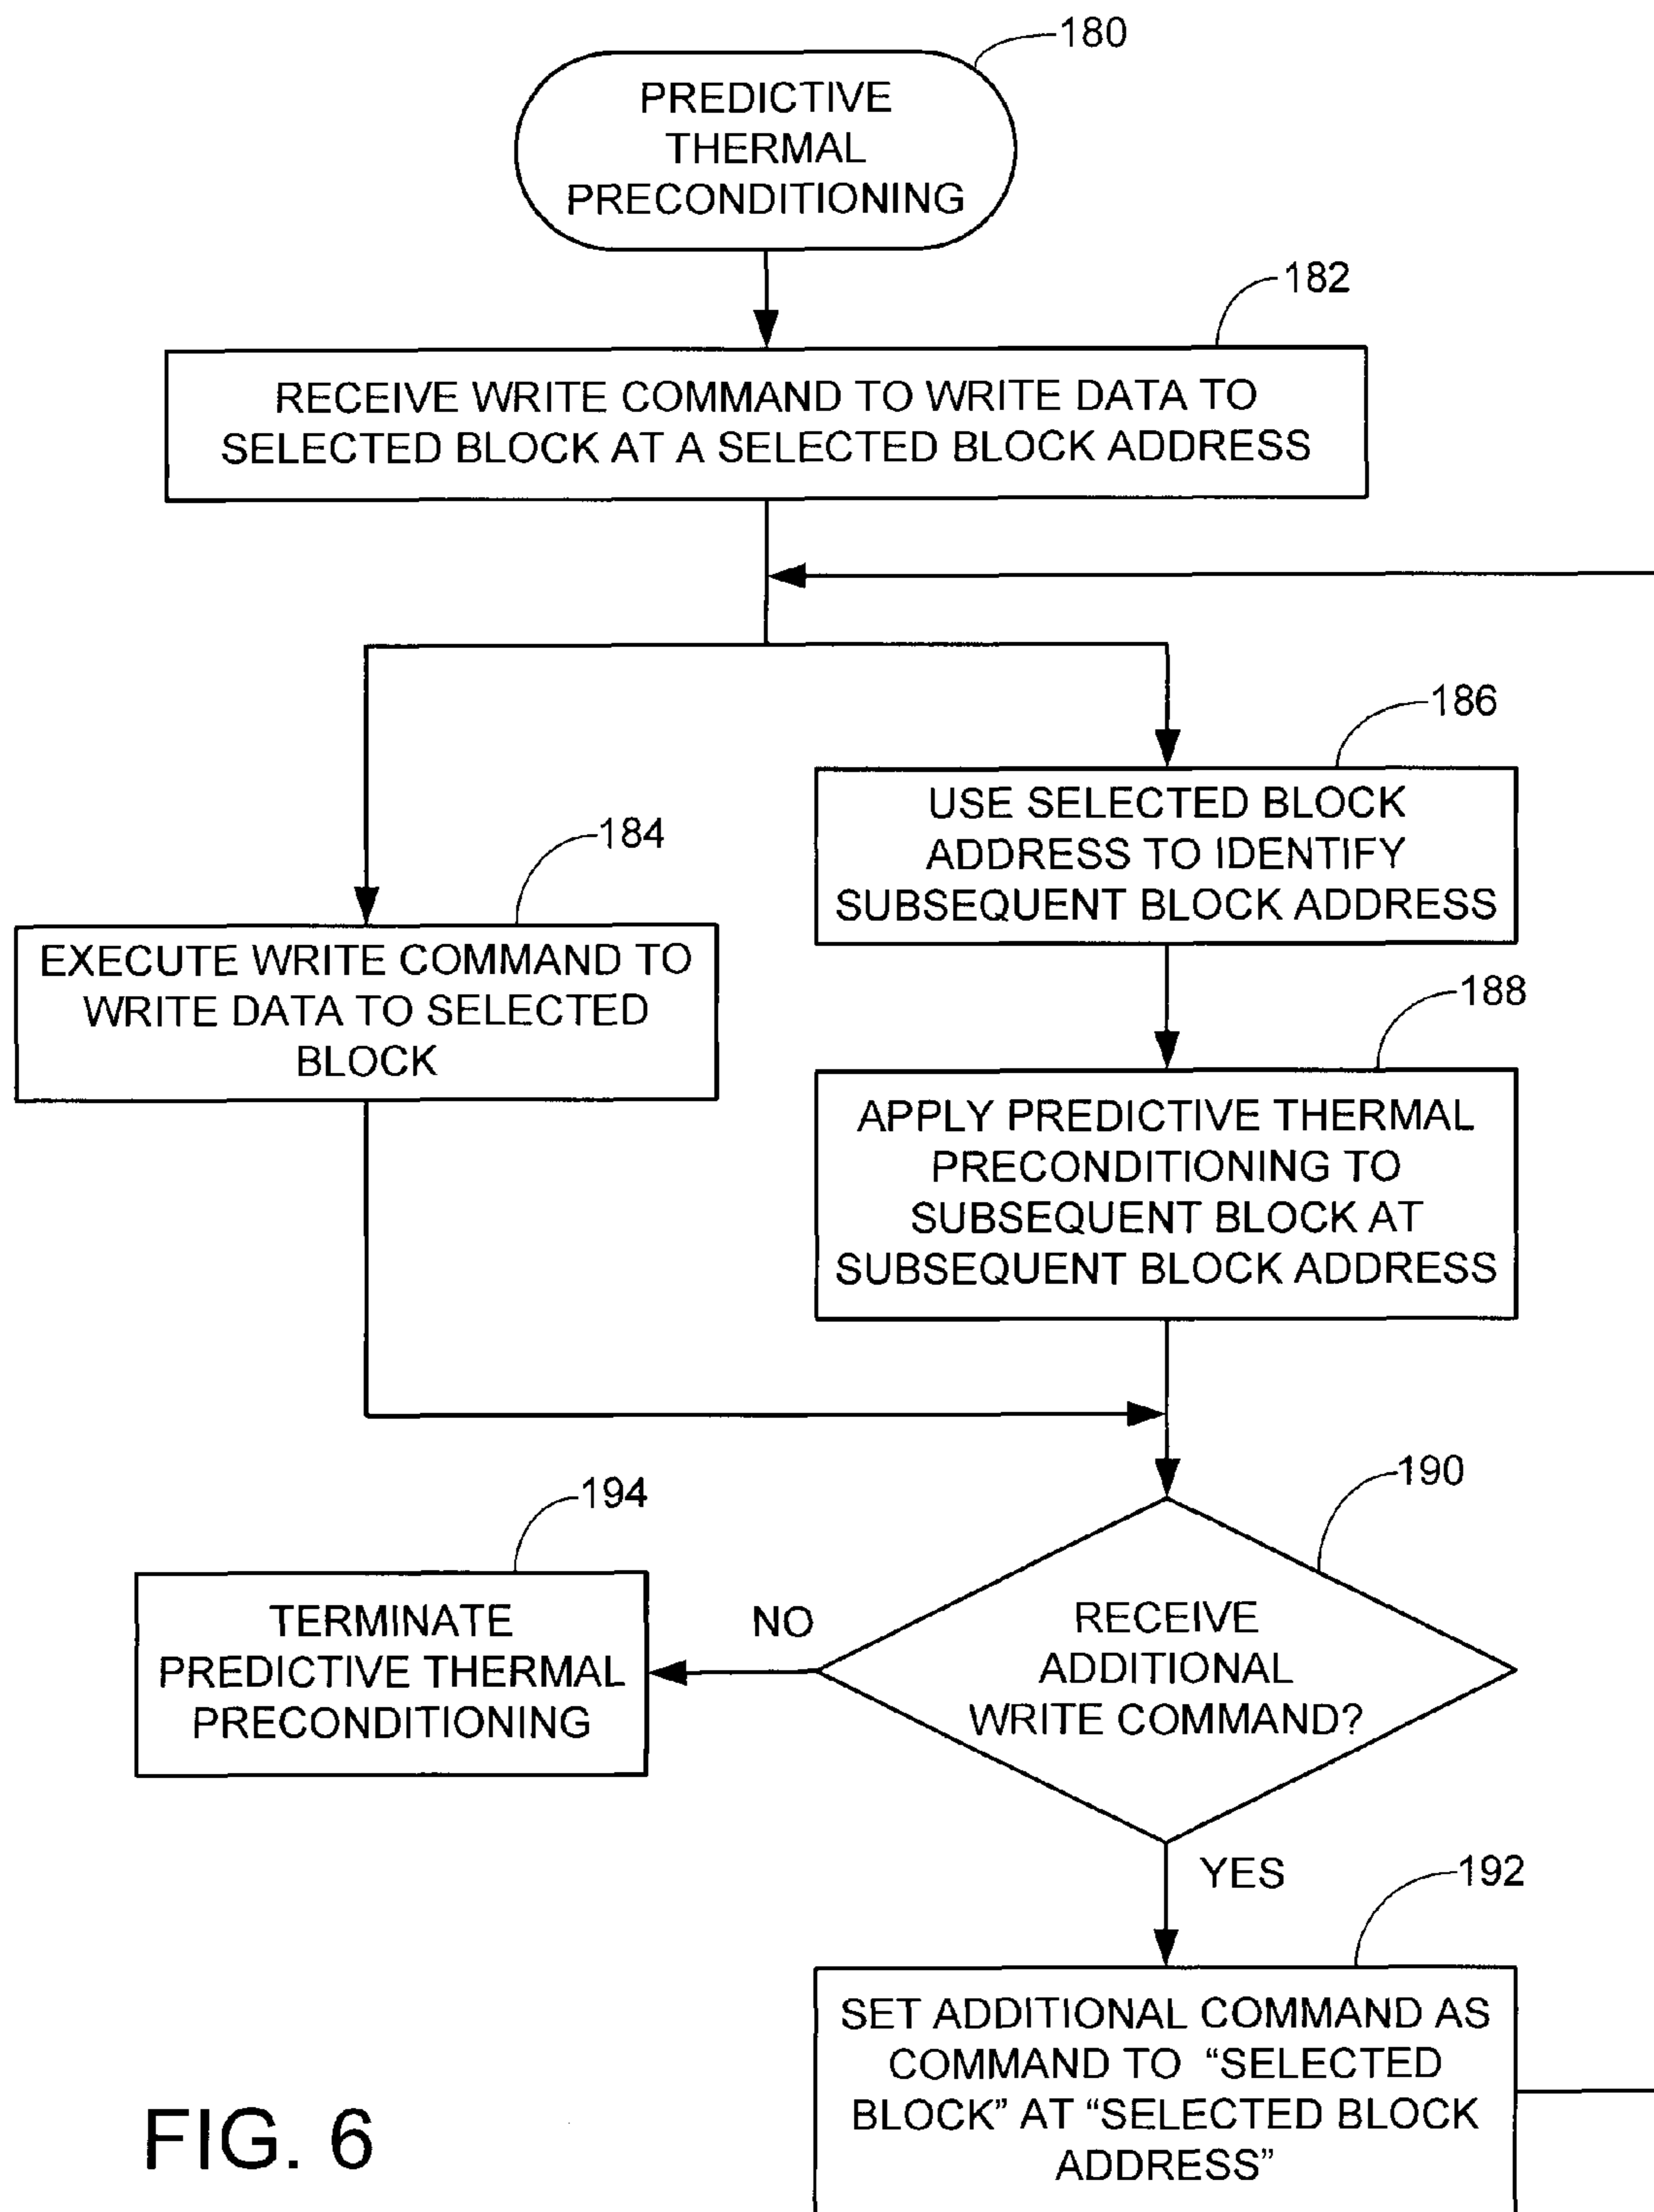 180
PREDICTIVE
THERMAL
PRECONDITIONING
182
RECEIVE WRITE COMMAND TO WRITE DATA TO
SELECTED BLOCK AT A SELECTED BLOCK ADDRESS
186
USE SELECTED BLOCK
ADDRESS TO IDENTIFY
SUBSEQUENT BLOCK ADDRESS
184
EXECUTE WRITE COMMAND TO
WRITE DATA TO SELECTED
BLOCK
188
APPLY PREDICTIVE THERMAL
PRECONDITIONING TO
SUBSEQUENT BLOCK AT
SUBSEQUENT BLOCK ADDRESS
190
RECEIVE
ADDITIONAL
WRITE COMMAND?
194
NO
TERMINATE
PREDICTIVE THERMAL
PRECONDITIONING
YES
192
SET ADDITIONAL COMMAND AS
COMMAND TO “SELECTED
BLOCK” AT “SELECTED BLOCK
ADDRESS”
FIG. 6